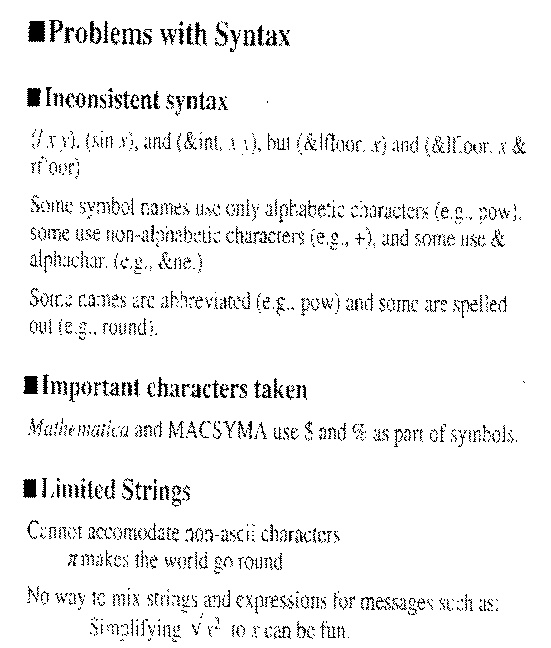 ■Problems with Syntax
■Inconsistent syntax
(/ x y), (sin x), and (&int. x y), but (&lfloor. x) and (&lfloor. x &
rfloor)
Some symbol names use only alphabetic characters (e.g., pow),
some use non-alphabetic characters (e.g., +), and some use &
alphachar. (e.g., &ne.)
Some names are abbreviated (e.g., pow) and some are spelled
out (e.g., round).
■Important characters taken
Mathematica and MACSYMA use $ and % as part of symbols.
■Limited Strings
Cannot accomodate non-ascii characters
π makes the world go round
No way to mix strings and expressions for messages such as:
Simplifying √x² to x can be fun.